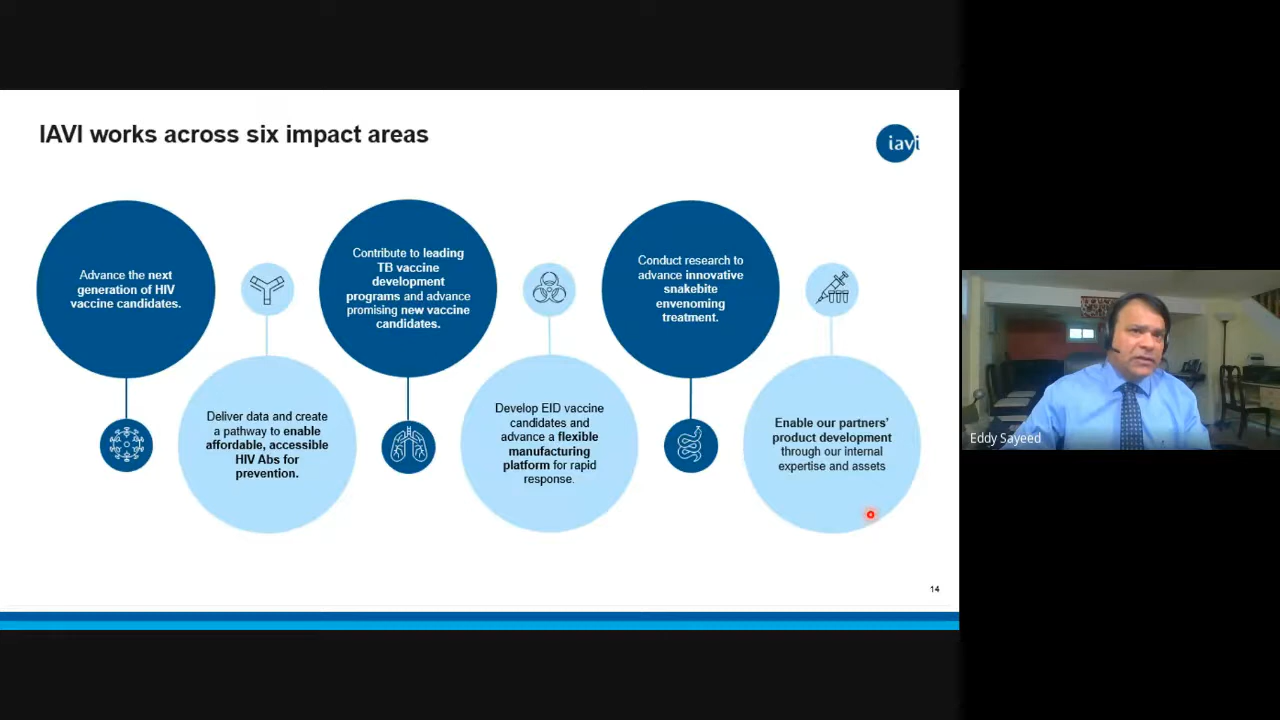 IAVI works across six impact areas
iavi
Advance the next
generation of HIV
vaccine candidates.
Deliver data and create
a pathway to enable
affordable, accessible
HIV Abs for
prevention.
Contribute to leading
TB vaccine
development
programs and advance
promising new vaccine
candidates.
Develop EID vaccine
candidates and
advance a flexible
manufacturing
platform for rapid
response.
Conduct research to
advance innovative
snakebite
envenoming
treatment.
Enable our partners’
product development
through our internal
expertise and assets
14
Eddy Sayeed